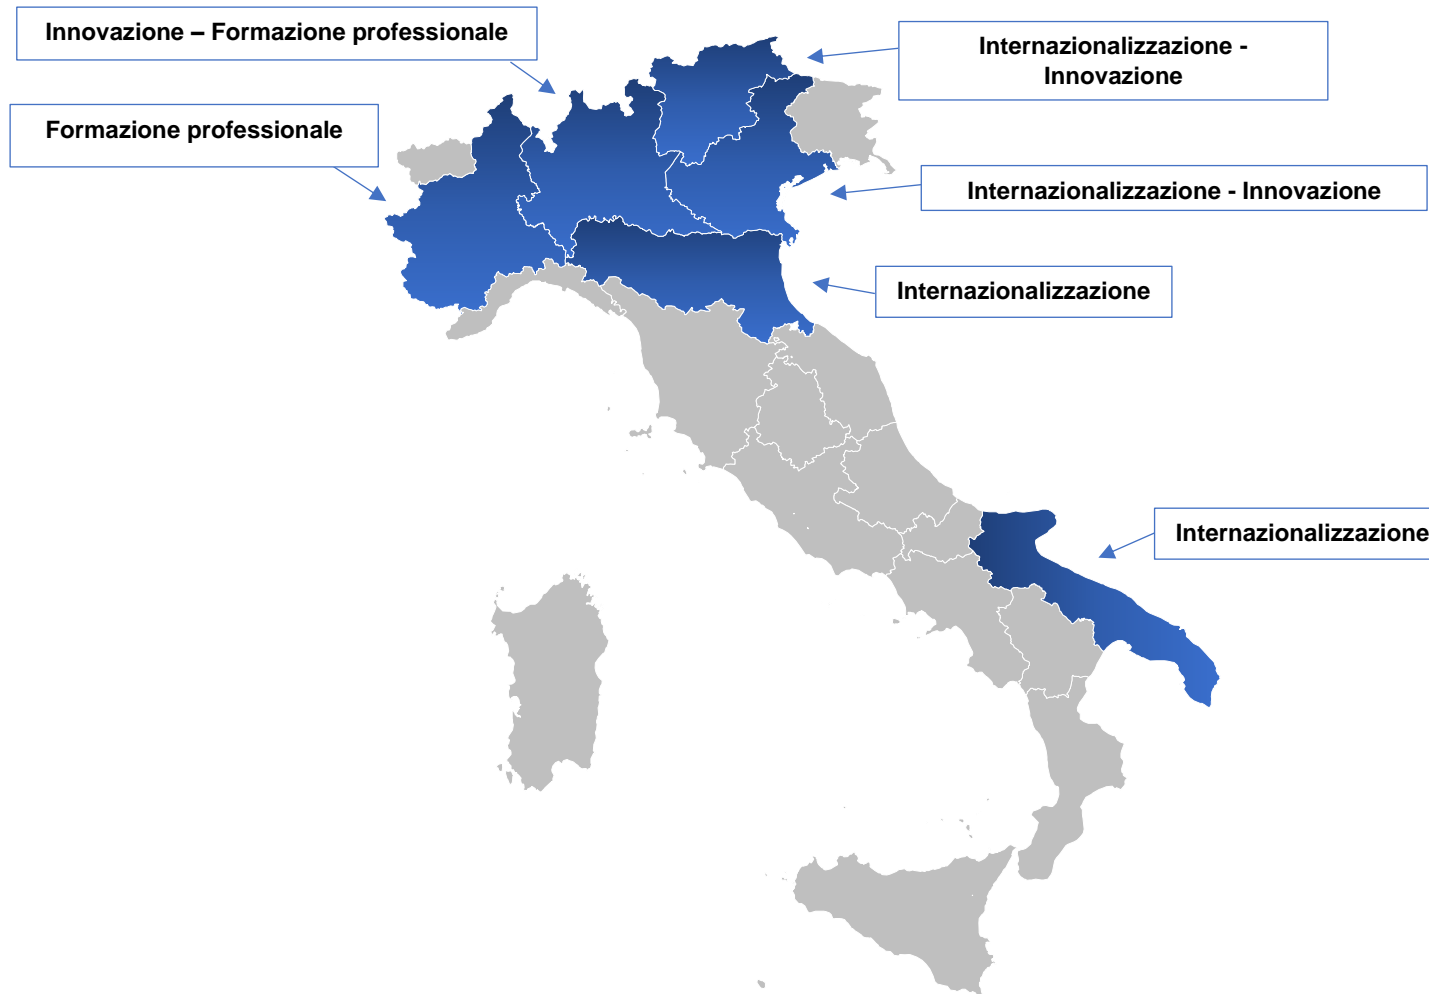 Innovazione – Formazione professionale
Internazionalizzazione -
Innovazione
Formazione professionale
Internazionalizzazione - Innovazione
Internazionalizzazione
Internazionalizzazione